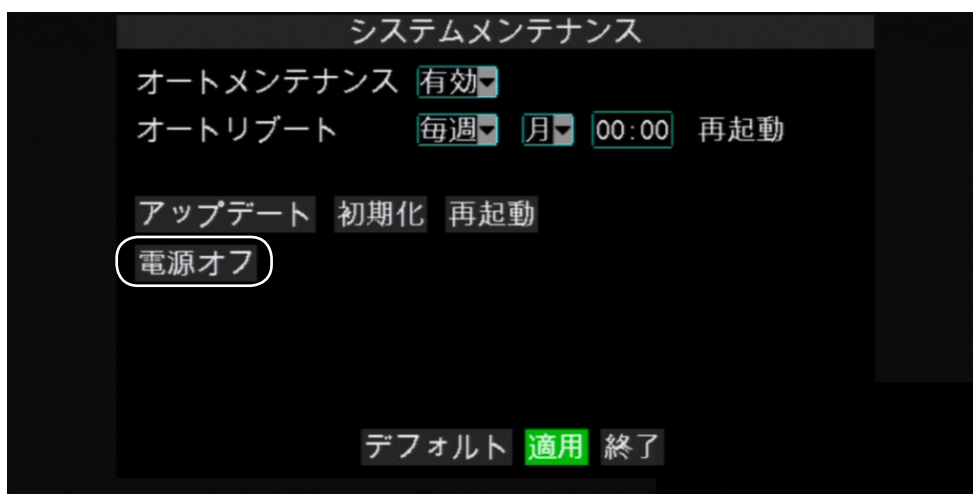 システムメンテナンス
オートメンテナンス 有効
オートリブート 毎週 月 00:00 再起動
アップデート 初期化 再起動
電源オフ
デフォルト 適用 終了